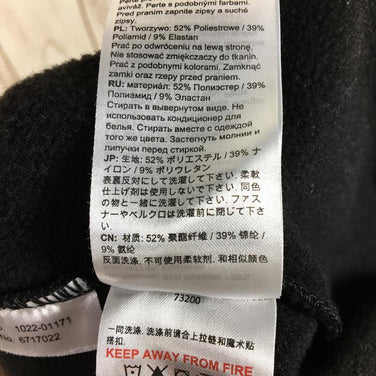 šivo. Perte s podobnými farbami.
Pred praním zapnite zipsy a suché
zipsy.
PL: Tworzywo: 52% Poliestrowe / 39%
Poliamid / 9% Elastan
Prać po odwróceniu na lewą stronę.
Nie stosować zmiękczaczy do tkanin.
Prać z podobnymi kolorami. Zamknąć
zamki oraz rzepy przed praniem.
RU: материал: 52% Полиэстер / 39%
Полиамид / 9% Эластан
Стирать в вывернутом виде. Не
использовать кондиционер для
белья. Стирать вместе с одеждой
того же цвета. Застегнуть молнии и
липучки перед стиркой.
JP: 生地: 52% ポリエステル / 39% ナ
イロン / 9% ポリウレタン
表裏反対にして洗濯して下さい。柔軟
仕上げ剤は使用しないで下さい。同色
の物と一緒に洗濯して下さい。ファス
ナーやベルクロは洗濯前に閉じて下さ
い
CN: 材质: 52% 聚酯纤维 / 39% 锦纶 /
9% 氨纶
反面洗涤. 不可使用柔软剂. 和相似颜色
73200
一同洗涤. 洗涤前请合上拉链和魔术贴
搭扣.
KEEP AWAY FROM FIRE
1022-01171
No. 6717022